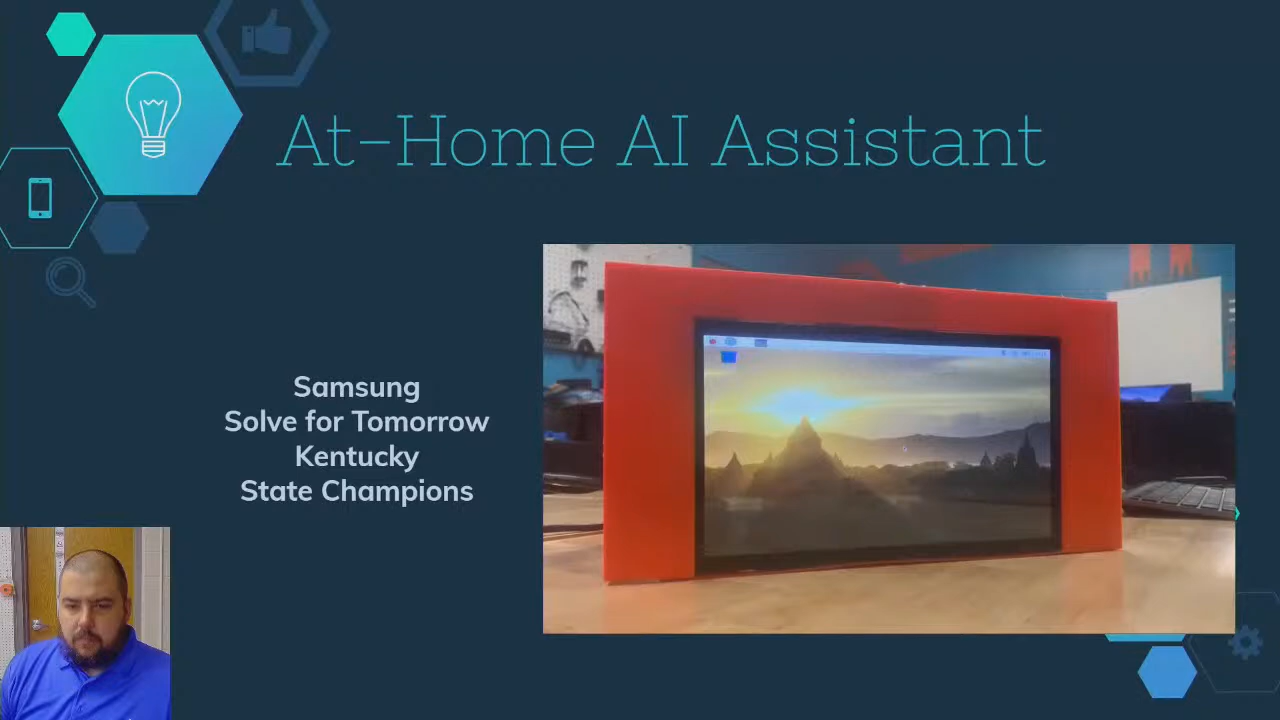 At-Home AI Assistant
Samsung
Solve for Tomorrow
Kentucky
State Champions